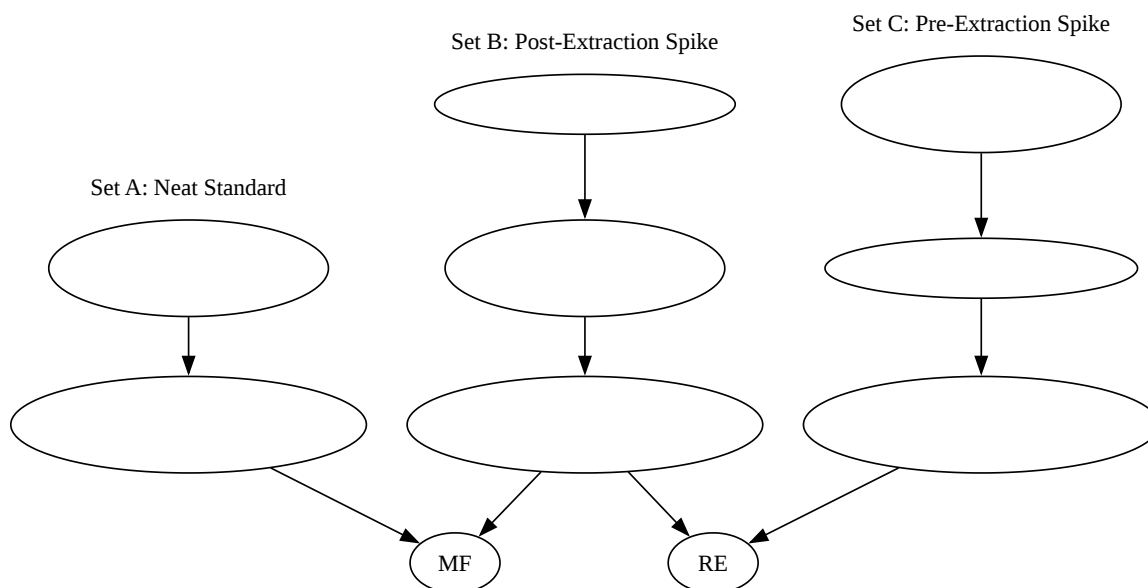 Set A: Neat Standard
Set B: Post-Extraction Spike
Set C: Pre-Extraction Spike
MF
RE